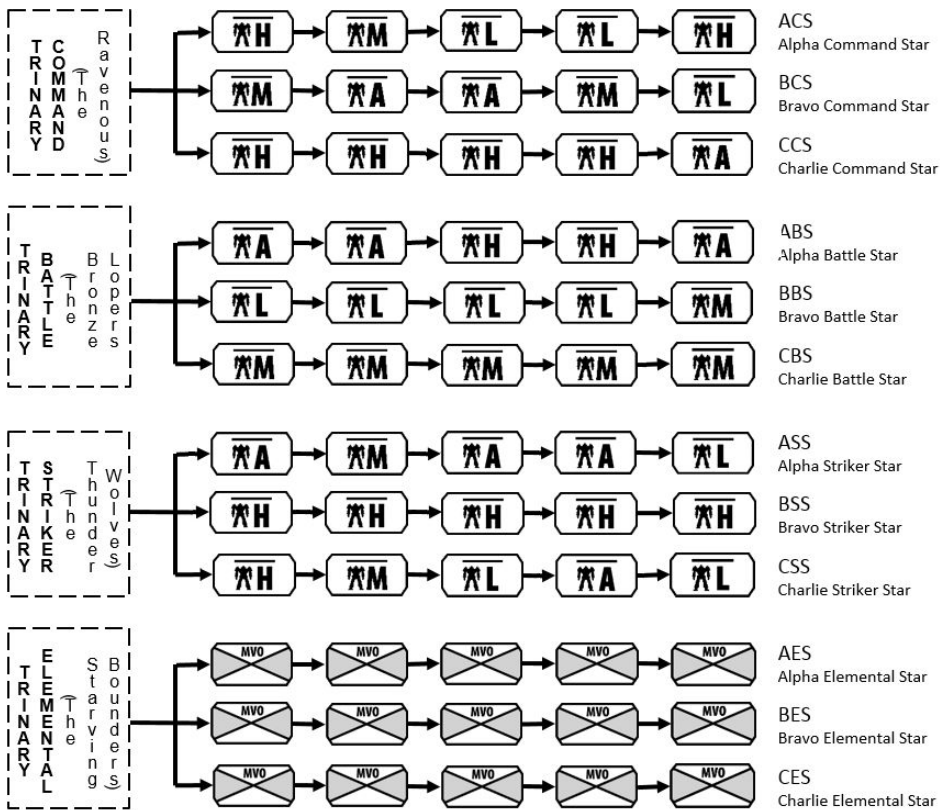 TRINARY
COMMAND
(The
Ravenous)
H M L L H
ACS
Alpha Command Star
M A A M L
BCS
Bravo Command Star
H H H H A
CCS
Charlie Command Star
TRINARY
BATTLE
(The
Bronze
Lopers
A A H H A
ABS
Alpha Battle Star
L L L L M
BBS
Bravo Battle Star
M M M M M
CBS
Charlie Battle Star
TRINARY
STRIKER
(The
Thunder
Wolves)
A M A A L
ASS
Alpha Striker Star
H H H H H
BSS
Bravo Striker Star
H M L A L
CSS
Charlie Striker Star
TRINARY
ELEMENTAL
(The
Starving
Bounders)
MVO MVO MVO MVO MVO
AES
Alpha Elemental Star
MVO MVO MVO MVO MVO
BES
Bravo Elemental Star
MVO MVO MVO MVO MVO
CES
Charlie Elemental Star